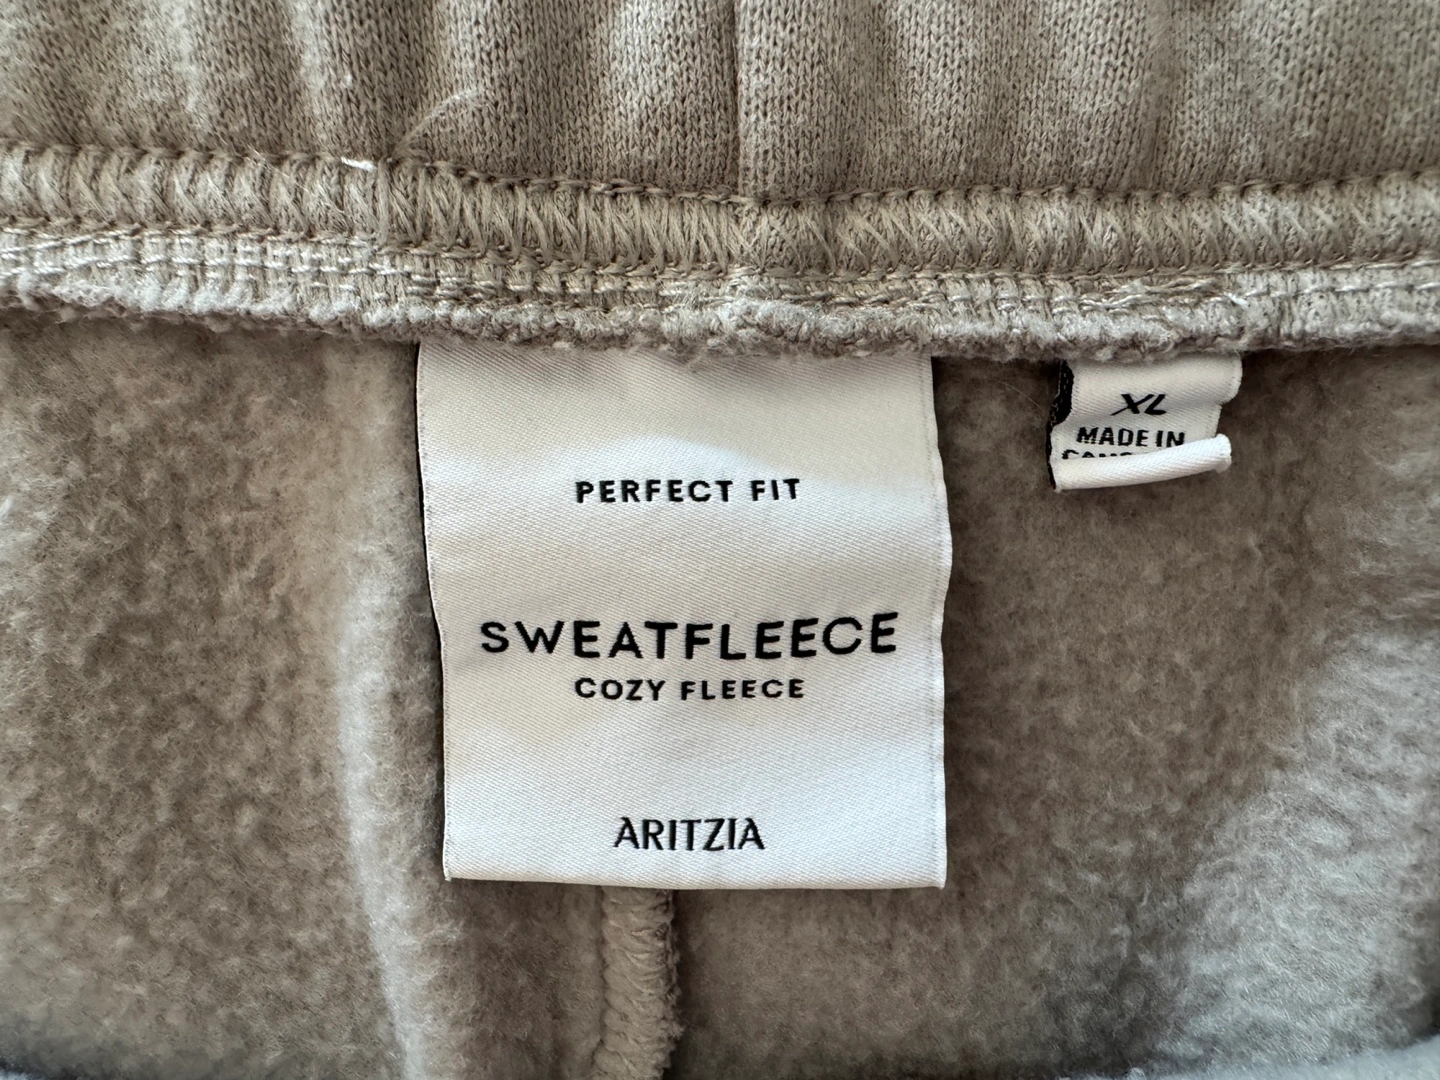 PERFECT FIT
SWEATFLEECE
COZY FLEECE
ARITZIA
XL
MADE IN